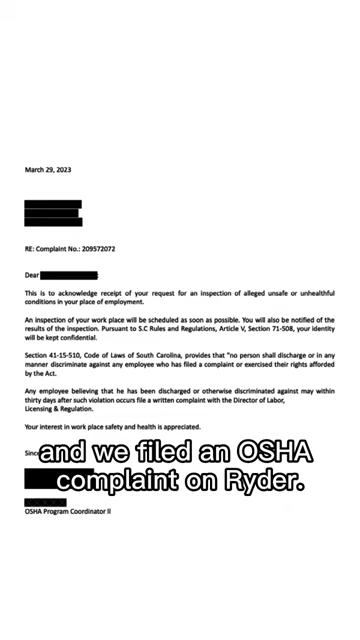 March 29, 2023
RE: Complaint No.: 209572072
Dear
This is to acknowledge receipt of your request for an inspection of alleged unsafe or unhealthful
conditions in your place of employment.
An inspection of your work place will be scheduled as soon as possible. You will also be notified of the
results of the inspection. Pursuant to S.C Rules and Regulations, Article V, Section 71-508, your identity
will be kept confidential.
Section 41-15-510, Code of Laws of South Carolina, provides that "no person shall discharge or in any
manner discriminate against any employee who has filed a complaint or exercised their rights afforded
by the Act.
Any employee believing that he has been discharged or otherwise discriminated against may within
thirty days after such violation occurs file a written complaint with the Director of Labor,
Licensing & Regulation.
Your interest in work place safety and health is appreciated.
and we filed an OSHA
complaint on Ryder.
OSHA Program Coordinator II